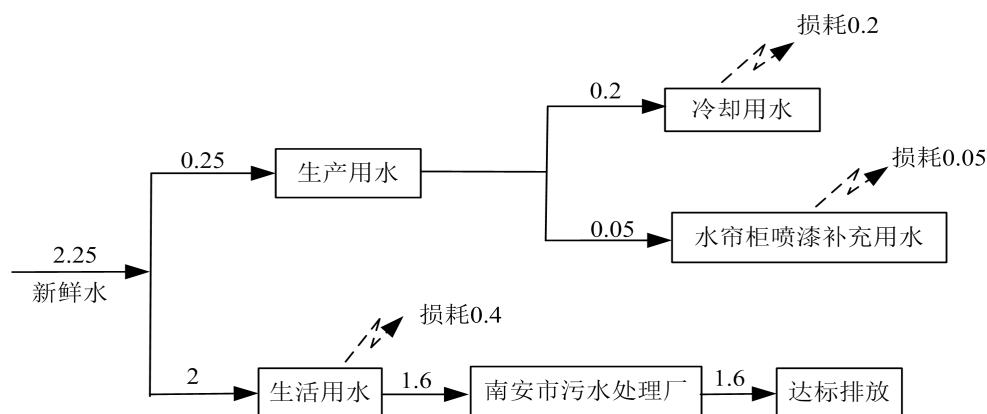 损耗0.2
0.2
冷却用水
0.25
生产用水
损耗0.05
0.05
水帘柜喷漆补充用水
2.25
新鲜水
损耗0.4
2
生活用水
1.6
南安市污水处理厂
1.6
达标排放